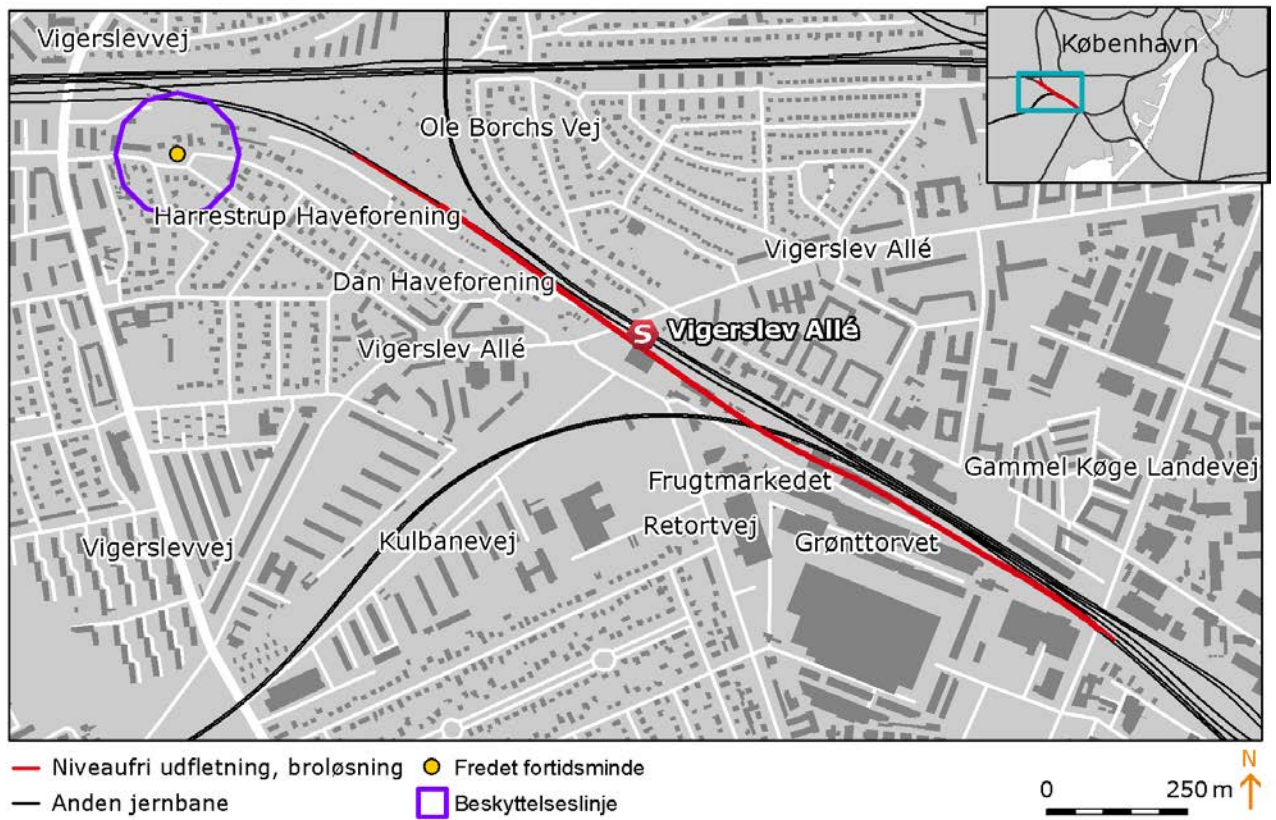 Vigerslevvej
København
Ole Borchs Vej
Harrestrup Haveforening
Vigerslev Allé
Dan Haveforening
S Vigerslev Allé
Vigerslev Allé
Gammel Køge Landevej
Frugtmarkedet
Retortvej
Grønttorvet
Kulbanevej
Vigerslevvej
Niveaufri udfletning, broløsning
Fredet fortidsminde
Anden jernbane
Beskyttelseslinje
0 250 m
N